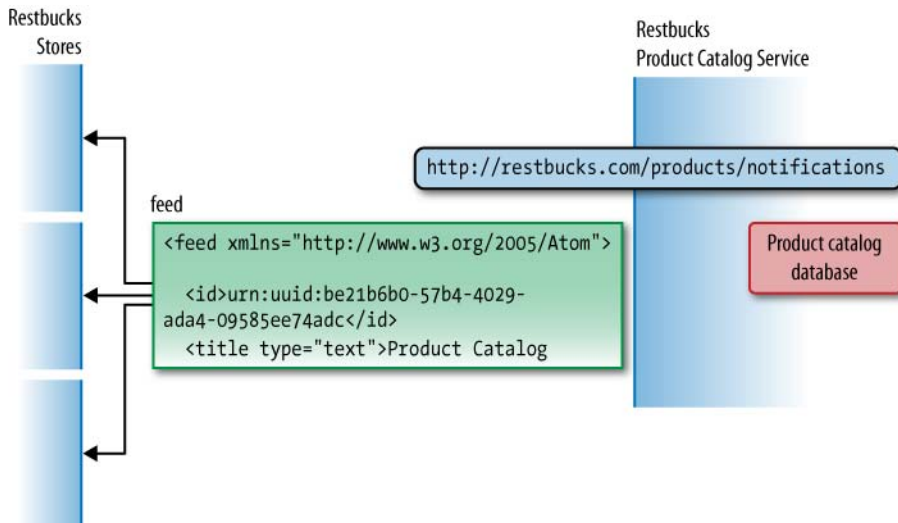 Restbucks
Stores
Restbucks
Product Catalog Service
http://restbucks.com/products/notifications
feed
<feed xmlns="http://www.w3.org/2005/Atom">
<id>urn:uuid:be21b6b0-57b4-4029-
ada4-09585ee74adc</id>
<title type="text">Product Catalog
Product catalog
database